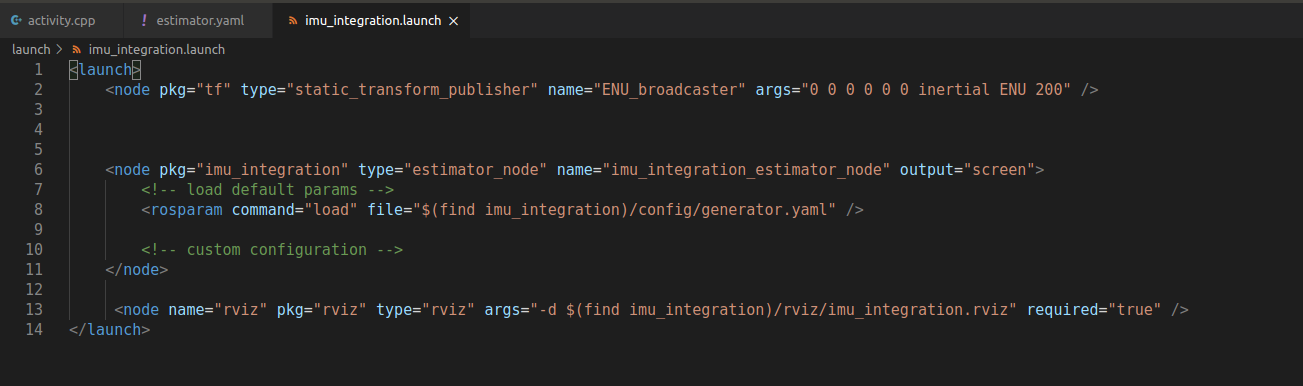 activity.cpp ! estimator.yaml imu_integration.launch ×
launch > imu_integration.launch
1 <launch>
2 <node pkg="tf" type="static_transform_publisher" name="ENU_broadcaster" args="0 0 0 0 0 0 inertial ENU 200" />
3
4
5
6 <node pkg="imu_integration" type="estimator_node" name="imu_integration_estimator_node" output="screen">
7 <!-- load default params -->
8 <rosparam command="load" file="$(find imu_integration)/config/generator.yaml" />
9
10 <!-- custom configuration -->
11 </node>
12
13 <node name="rviz" pkg="rviz" type="rviz" args="-d $(find imu_integration)/rviz/imu_integration.rviz" required="true" />
14 </launch>